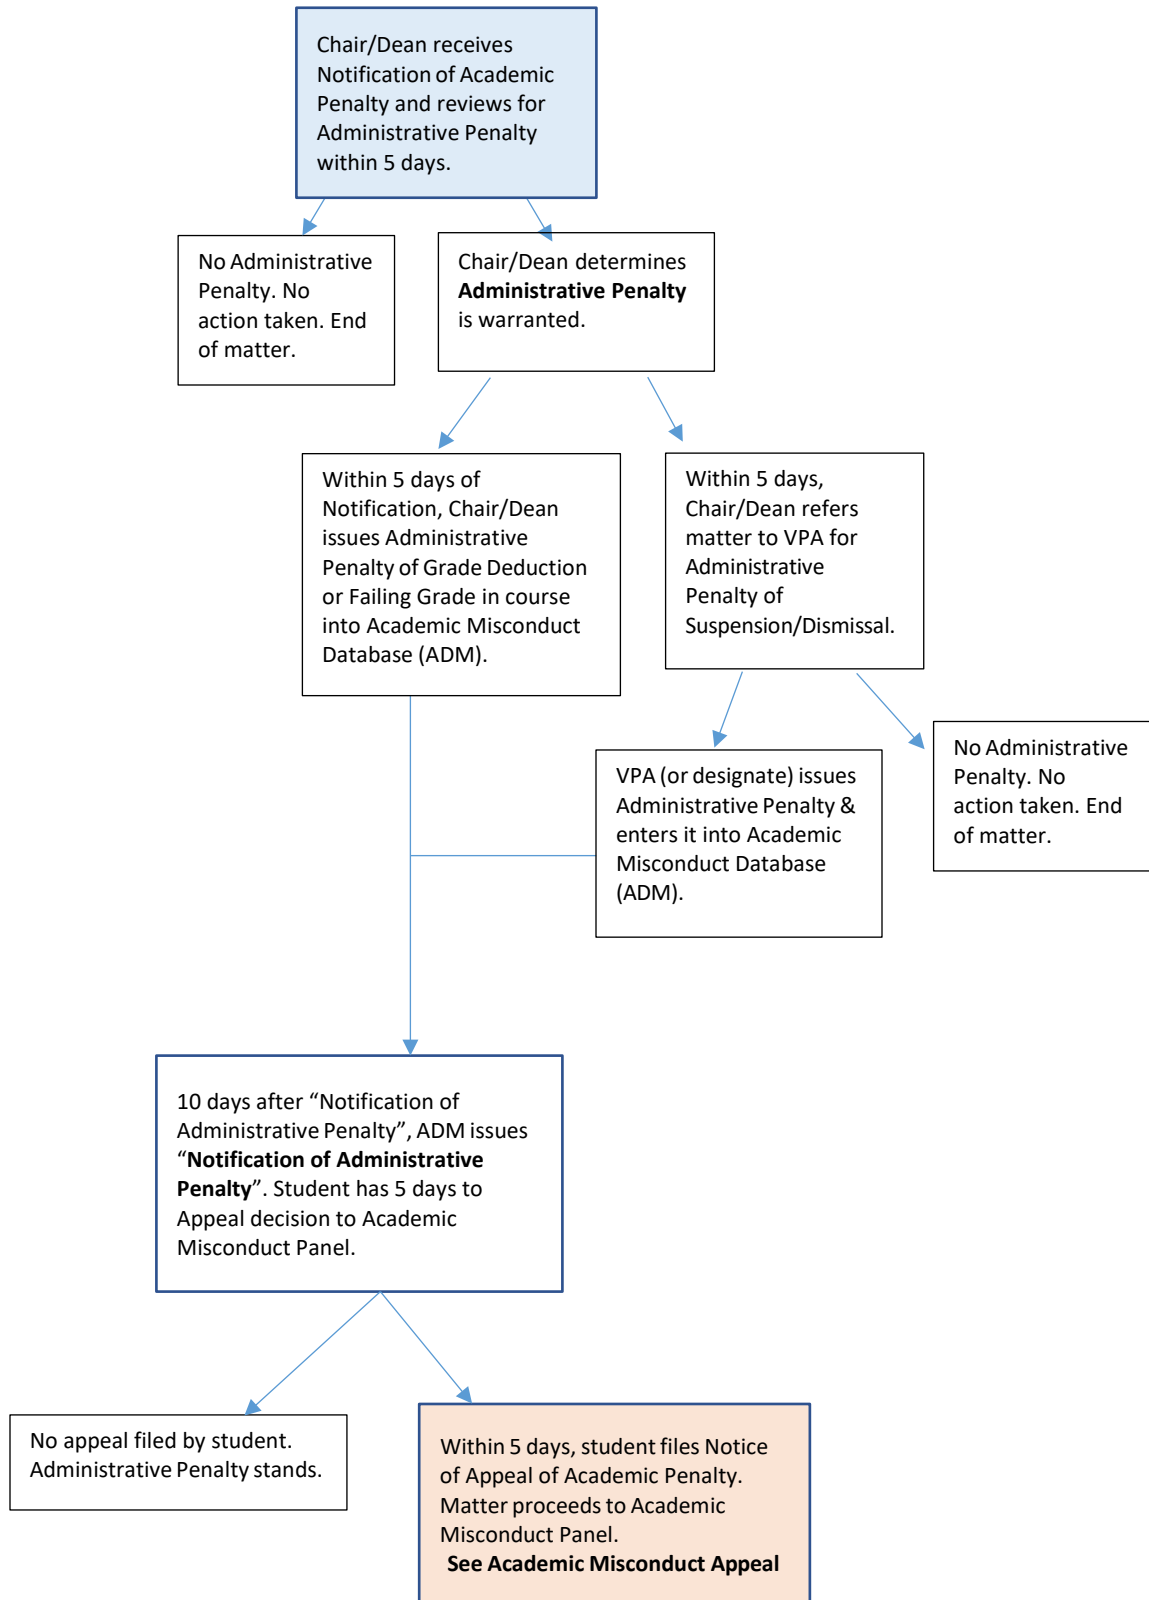 Chair/Dean receives
Notification of Academic
Penalty and reviews for
Administrative Penalty
within 5 days.
No Administrative
Penalty. No
action taken. End
of matter.
Chair/Dean determines
Administrative Penalty
is warranted.
Within 5 days of
Notification, Chair/Dean
issues Administrative
Penalty of Grade Deduction
or Failing Grade in course
into Academic Misconduct
Database (ADM).
Within 5 days,
Chair/Dean refers
matter to VPA for
Administrative
Penalty of
Suspension/Dismissal.
VPA (or designate) issues
Administrative Penalty &
enters it into Academic
Misconduct Database
(ADM).
No Administrative
Penalty. No
action taken. End
of matter.
10 days after “Notification of
Administrative Penalty”, ADM issues
“Notification of Administrative
Penalty”. Student has 5 days to
Appeal decision to Academic
Misconduct Panel.
No appeal filed by student.
Administrative Penalty stands.
Within 5 days, student files Notice
of Appeal of Academic Penalty.
Matter proceeds to Academic
Misconduct Panel.
See Academic Misconduct Appeal